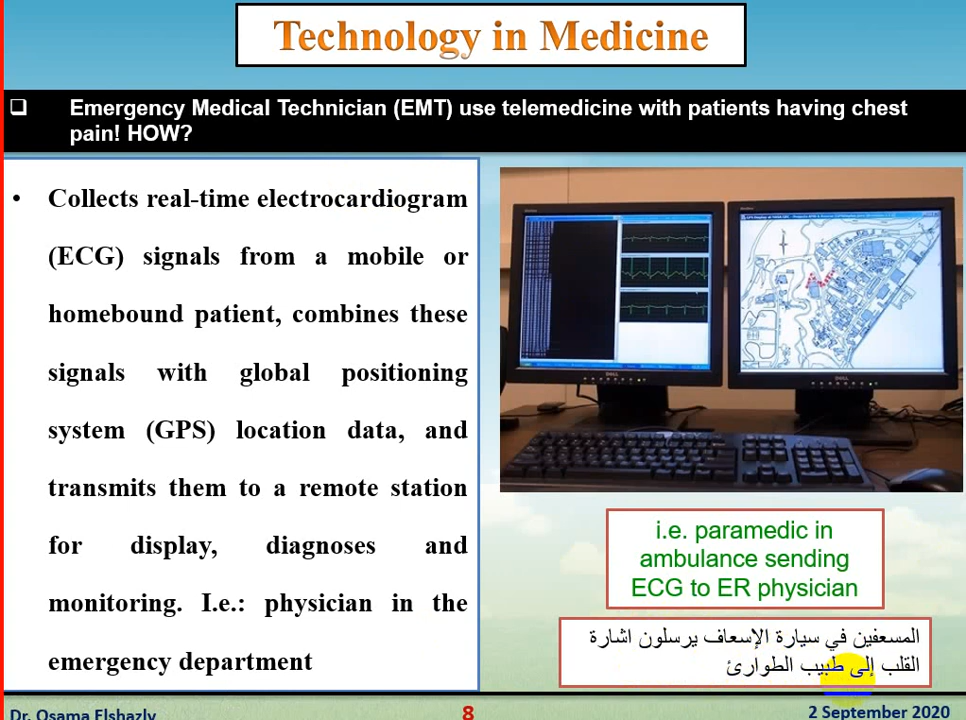 Technology in Medicine
Emergency Medical Technician (EMT) use telemedicine with patients having chest
pain! HOW?
• Collects real-time electrocardiogram
(ECG) signals from a mobile or
homebound patient, combines these
signals with global positioning
system (GPS) location data, and
transmits them to a remote station
for display, diagnoses and
monitoring. I.e.: physician in the
emergency department
DELL
DELL
i.e. paramedic in
ambulance sending
ECG to ER physician
المسعفين في سيارة الإسعاف يرسلون اشارة
القلب إلى طبيب الطوارئ
Dr. Osama Elshazly
8
2 September 2020